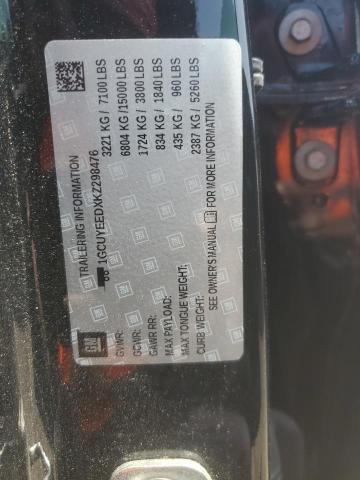 GM TRAILERING INFORMATION
1GCUYEEDXKZ298476
GVWR: 3221 KG / 7100 LBS
GCWR: 6804 KG /15000 LBS
GAWR RR: 1724 KG / 3800 LBS
MAX PAYLOAD: 834 KG / 1840 LBS
MAX TONGUE WEIGHT: 435 KG / 960 LBS
CURB WEIGHT: 2387 KG / 5260 LBS
SEE OWNER'S MANUAL FOR MORE INFORMATION